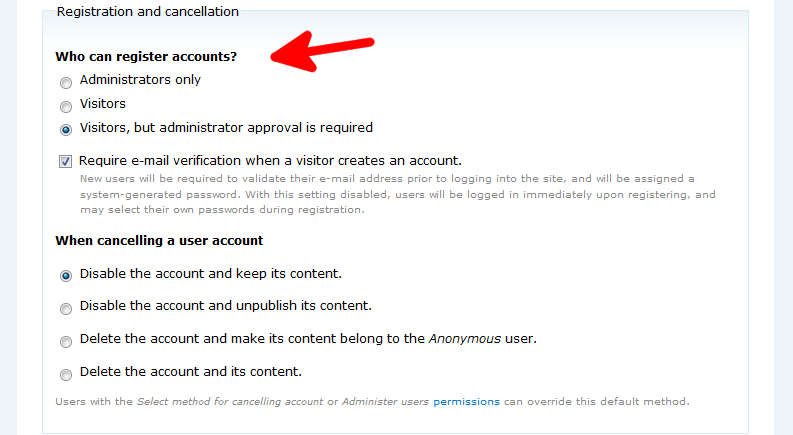 Registration and cancellation
Who can register accounts?
Administrators only
Visitors
Visitors, but administrator approval is required
Require e-mail verification when a visitor creates an account.
New users will be required to validate their e-mail address prior to logging into the site, and will be assigned a
system-generated password. With this setting disabled, users will be logged in immediately upon registering, and
may select their own passwords during registration.
When cancelling a user account
Disable the account and keep its content.
Disable the account and unpublish its content.
Delete the account and make its content belong to the Anonymous user.
Delete the account and its content.
Users with the Select method for cancelling account or Administer users permissions can override this default method.